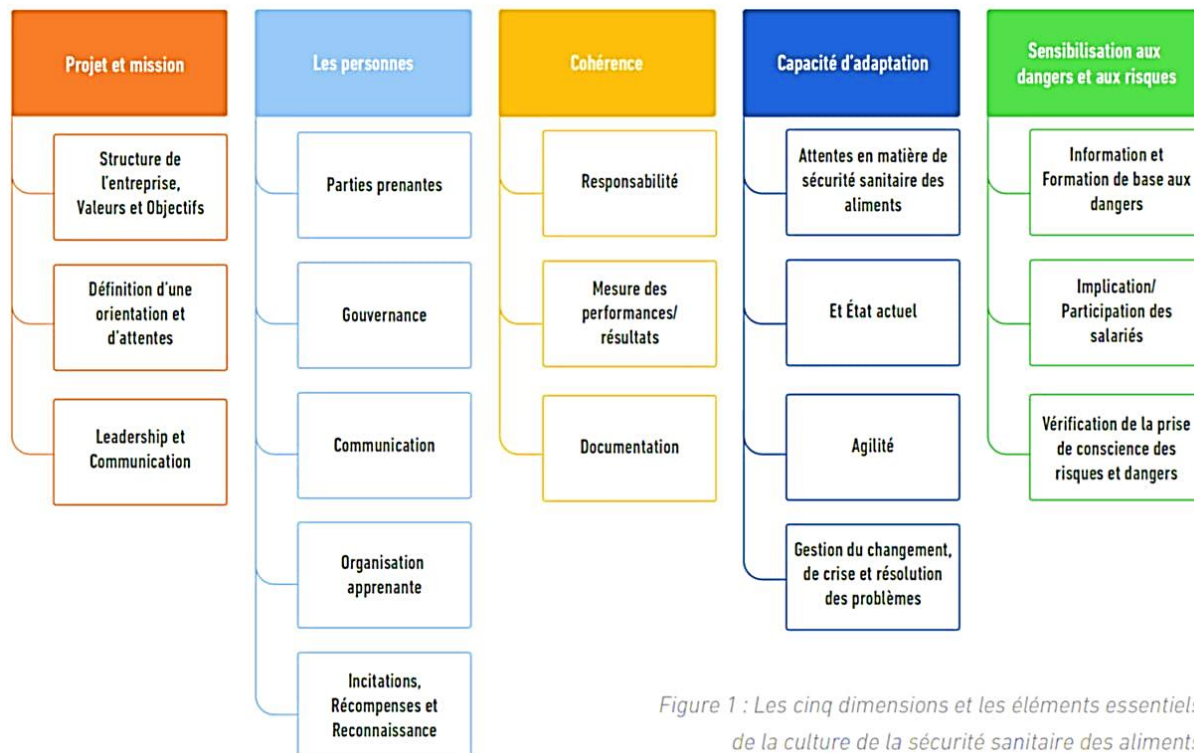 Projet et mission
Structure de
l'entreprise,
Valeurs et Objectifs
Définition d'une
orientation et
d'attentes
Leadership et
Communication
Les personnes
Parties prenantes
Gouvernance
Communication
Organisation
apprenante
Incitations,
Récompenses et
Reconnaissance
Cohérence
Responsabilité
Mesure des
performances/
résultats
Documentation
Capacité d'adaptation
Attentes en matière de
sécurité sanitaire des
aliments
Et État actuel
Agilité
Gestion du changement,
de crise et résolution
des problèmes
Sensibilisation aux
dangers et aux risques
Information et
Formation de base aux
dangers
Implication/
Participation des
salariés
Vérification de la prise
de conscience des
risques et dangers
Figure 1 : Les cinq dimensions et les éléments essentiels
de la culture de la sécurité sanitaire des aliments